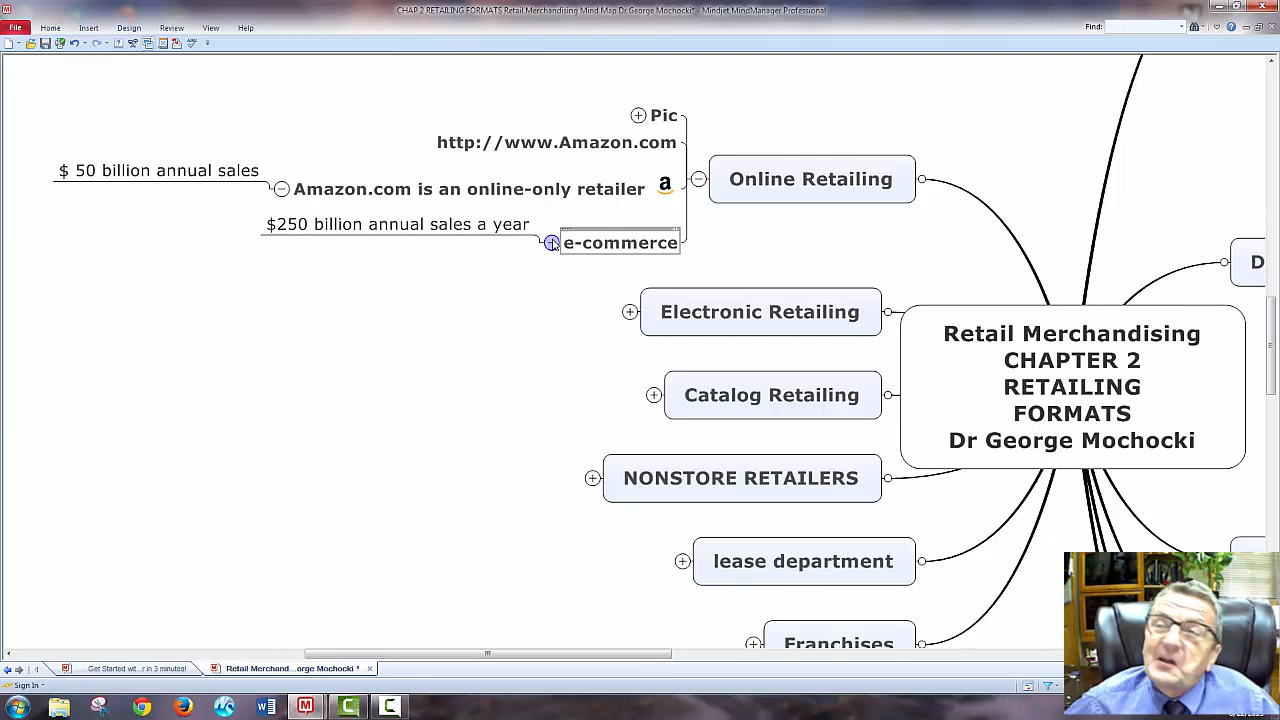 CHAP 2 RETAILING FORMATS Retail Merchandising Mind Map Dr George Mochocki* - Mindjet MindManager Professional
File Home Insert Design Review View Help
Find:
Pic
http://www.Amazon.com
$ 50 billion annual sales
Amazon.com is an online-only retailer
a
Online Retailing
$250 billion annual sales a year
e-commerce
D
Electronic Retailing
Retail Merchandising
CHAPTER 2
RETAILING
FORMATS
Dr George Mochocki
Catalog Retailing
NONSTORE RETAILERS
lease department
Franchises
Get Started wit...r in 3 minutes!
Retail Merchand...orge Mochocki *
Sign In